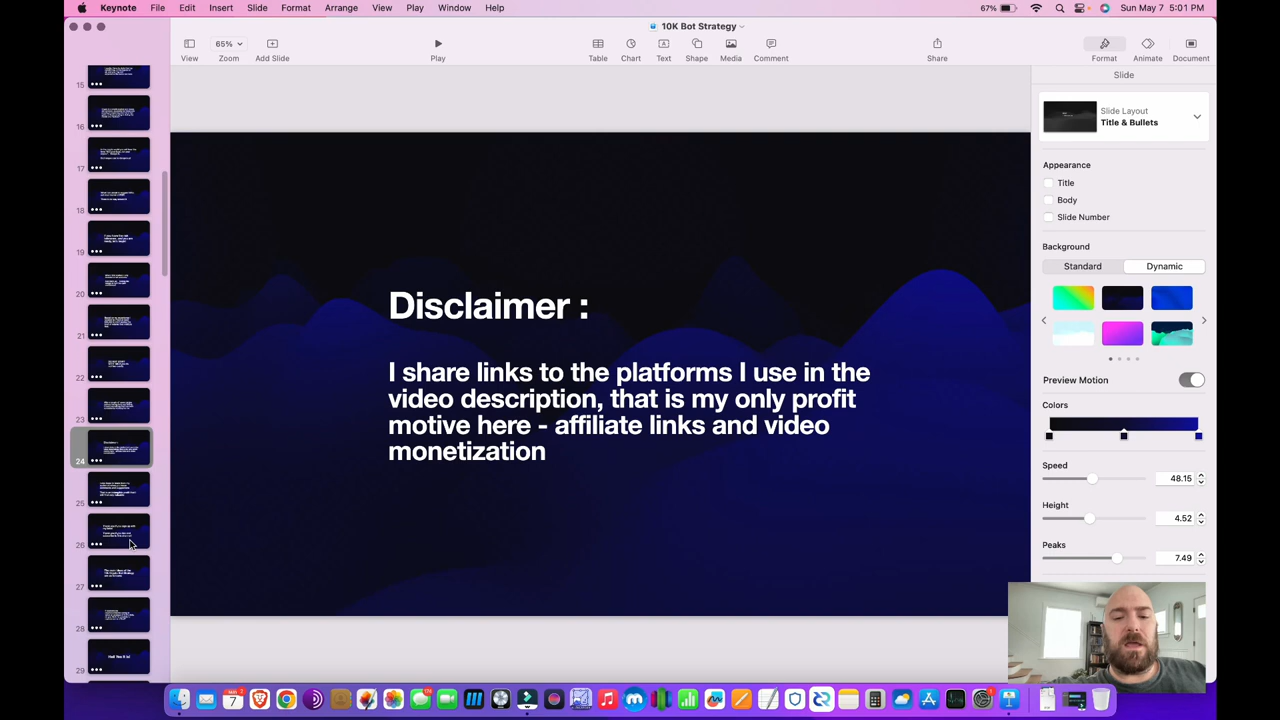 Keynote File Edit Insert Slide Format Arrange View Play Window Help 67% Sun May 7 5:01 PM
10K Bot Strategy
65%
View Zoom Add Slide Play Table Chart Text Shape Media Comment Share Format Animate Document
Slide
Slide Layout
Title & Bullets
Appearance
Title
Body
Slide Number
Background
Standard Dynamic
Preview Motion
Colors
Speed
48.15
Height
4.52
Peaks
7.49
15
16
17
18
19
20
21
22
23
24
25
26
27
28
29
Disclaimer :
I share links to the platforms I use in the
video description, that is my only profit
motive here - affiliate links and video
monetization